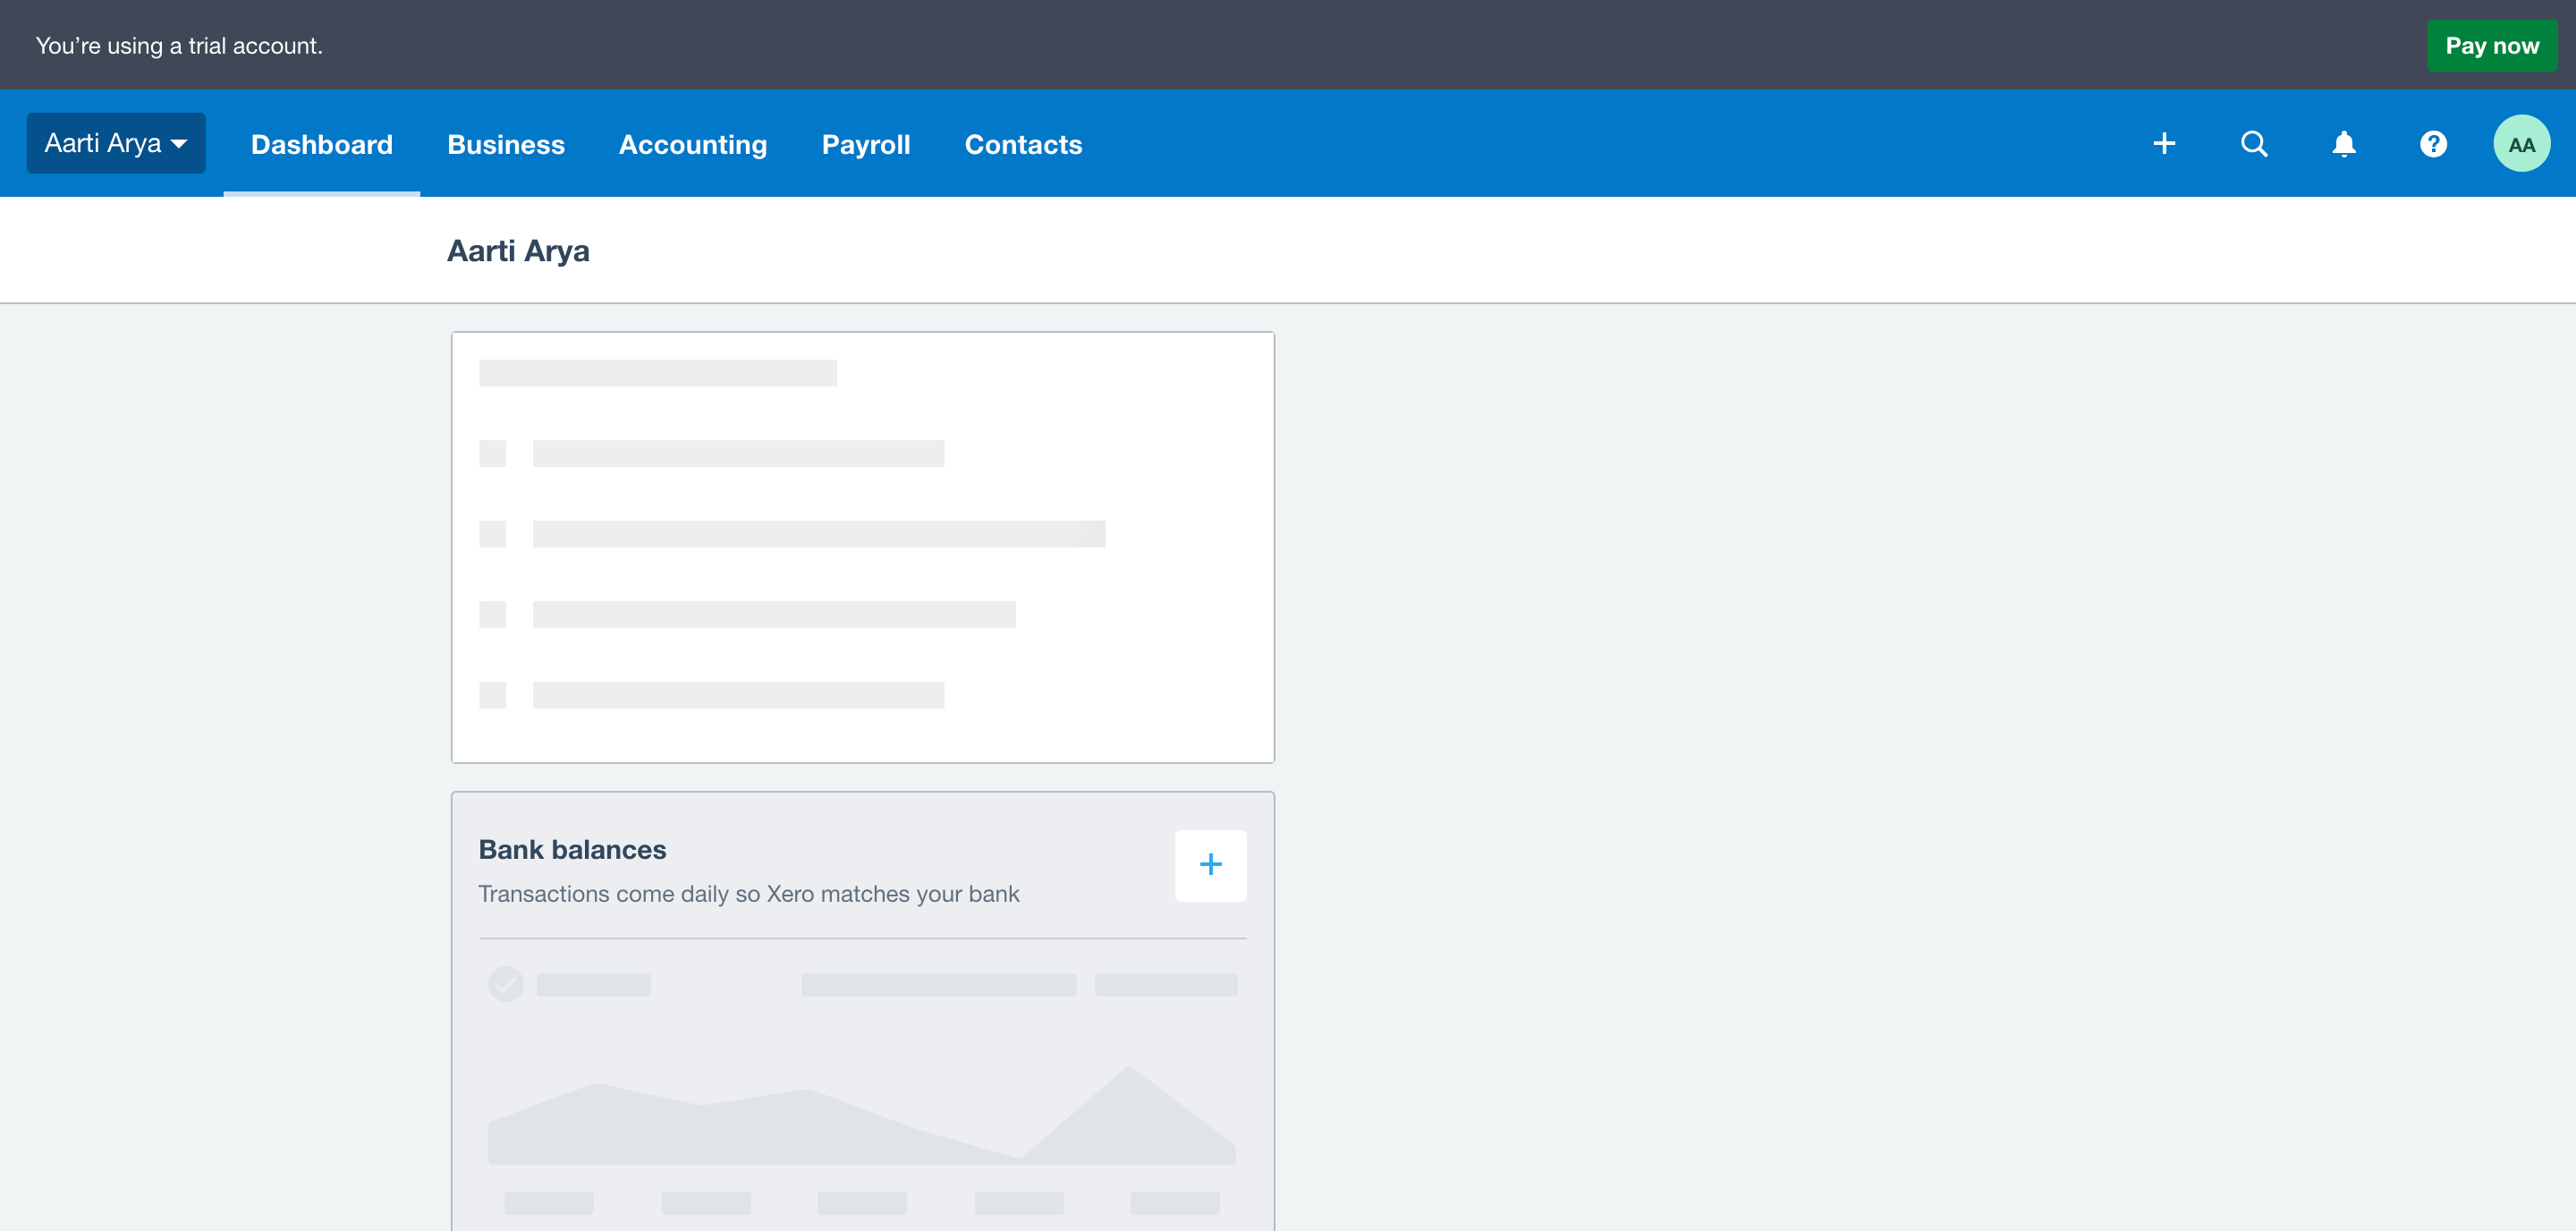 You’re using a trial account.
Pay now
Aarti Arya
Dashboard
Business
Accounting
Payroll
Contacts
?
AA
Aarti Arya
Bank balances
Transactions come daily so Xero matches your bank